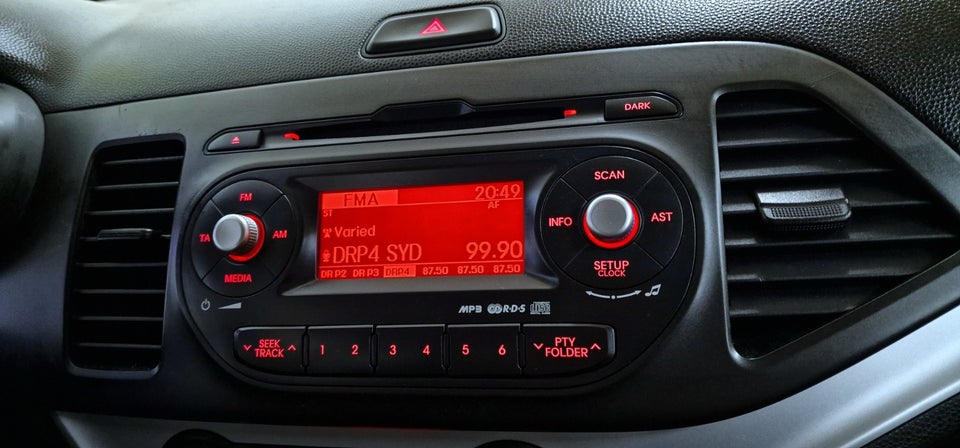 DARK
FM
TA
AM
MEDIA
FMA 20:49
ST AF
Varied
DRP4 SYD 99.90
DR P2 DR P3 DRP4 87.50 87.50 87.50
SCAN
INFO
AST
SETUP
CLOCK
MP3 R·D·S
SEEK
TRACK
1 2 3 4 5 6
PTY
FOLDER